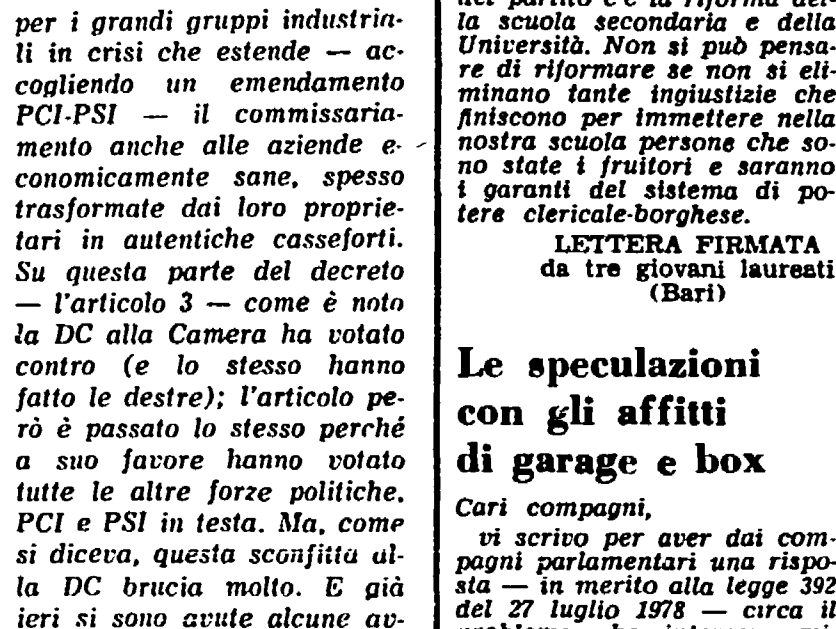 per i grandi gruppi industria-
li in crisi che estende — ac-
cogliendo un emendamento
PCI-PSI — il commissaria-
mento anche alle aziende e-
conomicamente sane, spesso
trasformate dai loro proprie-
tari in autentiche casseforti.
Su questa parte del decreto
— l'articolo 3 — come è noto
la DC alla Camera ha votato
contro (e lo stesso hanno
fatto le destre); l'articolo pe-
rò è passato lo stesso perché
a suo favore hanno votato
tutte le altre forze politiche,
PCI e PSI in testa. Ma, come
si diceva, questa sconfitta al-
la DC brucia molto. E già
ieri si sono avute alcune av-
del partito c'è la riforma del-
la scuola secondaria e della
Università. Non si può pensa-
re di riformare se non si eli-
minano tante ingiustizie che
finiscono per immettere nella
nostra scuola persone che so-
no state i fruitori e saranno
i garanti del sistema di po-
tere clericale-borghese.
LETTERA FIRMATA
da tre giovani laureati
(Bari)
Le speculazioni
con gli affitti
di garage e box
Cari compagni,
vi scrivo per aver dai com-
pagni parlamentari una rispo-
sta — in merito alla legge 392
del 27 luglio 1978 — circa il